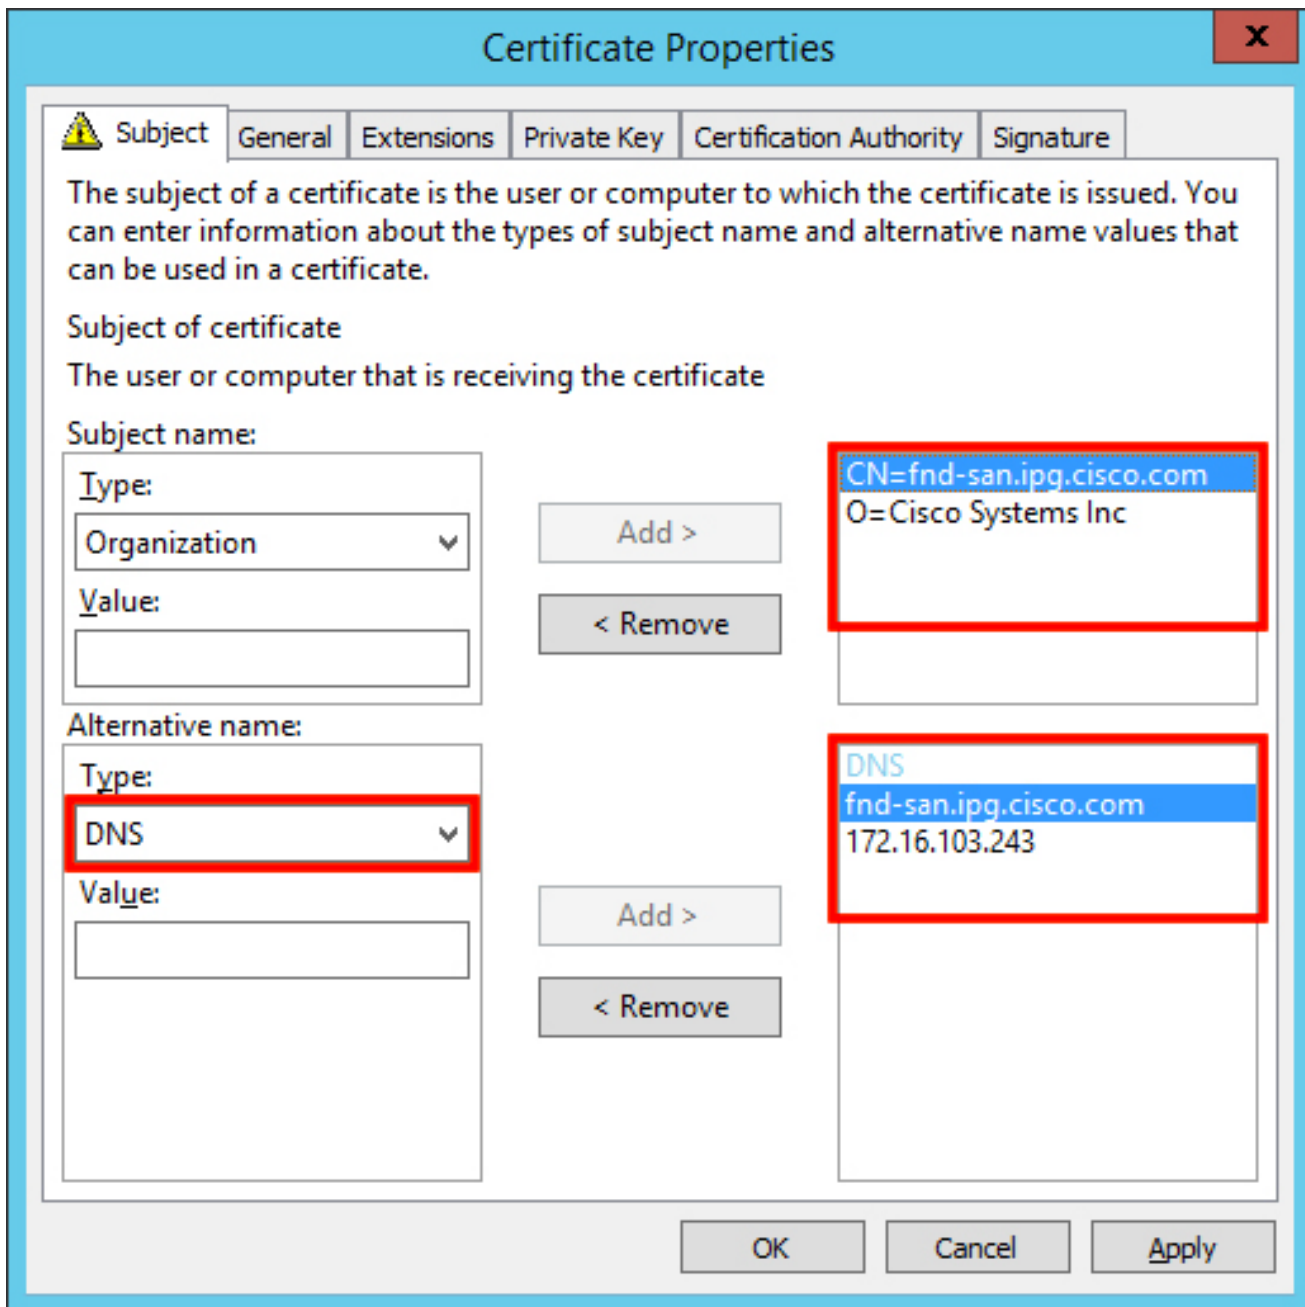 Certificate Properties
x
Subject General Extensions Private Key Certification Authority Signature
The subject of a certificate is the user or computer to which the certificate is issued. You
can enter information about the types of subject name and alternative name values that
can be used in a certificate.
Subject of certificate
The user or computer that is receiving the certificate
Subject name:
Type:
Organization
Value:
Add >
< Remove
CN=fnd-san.ipg.cisco.com
O=Cisco Systems Inc
Alternative name:
Type:
DNS
Value:
Add >
< Remove
DNS
fnd-san.ipg.cisco.com
172.16.103.243
OK Cancel Apply